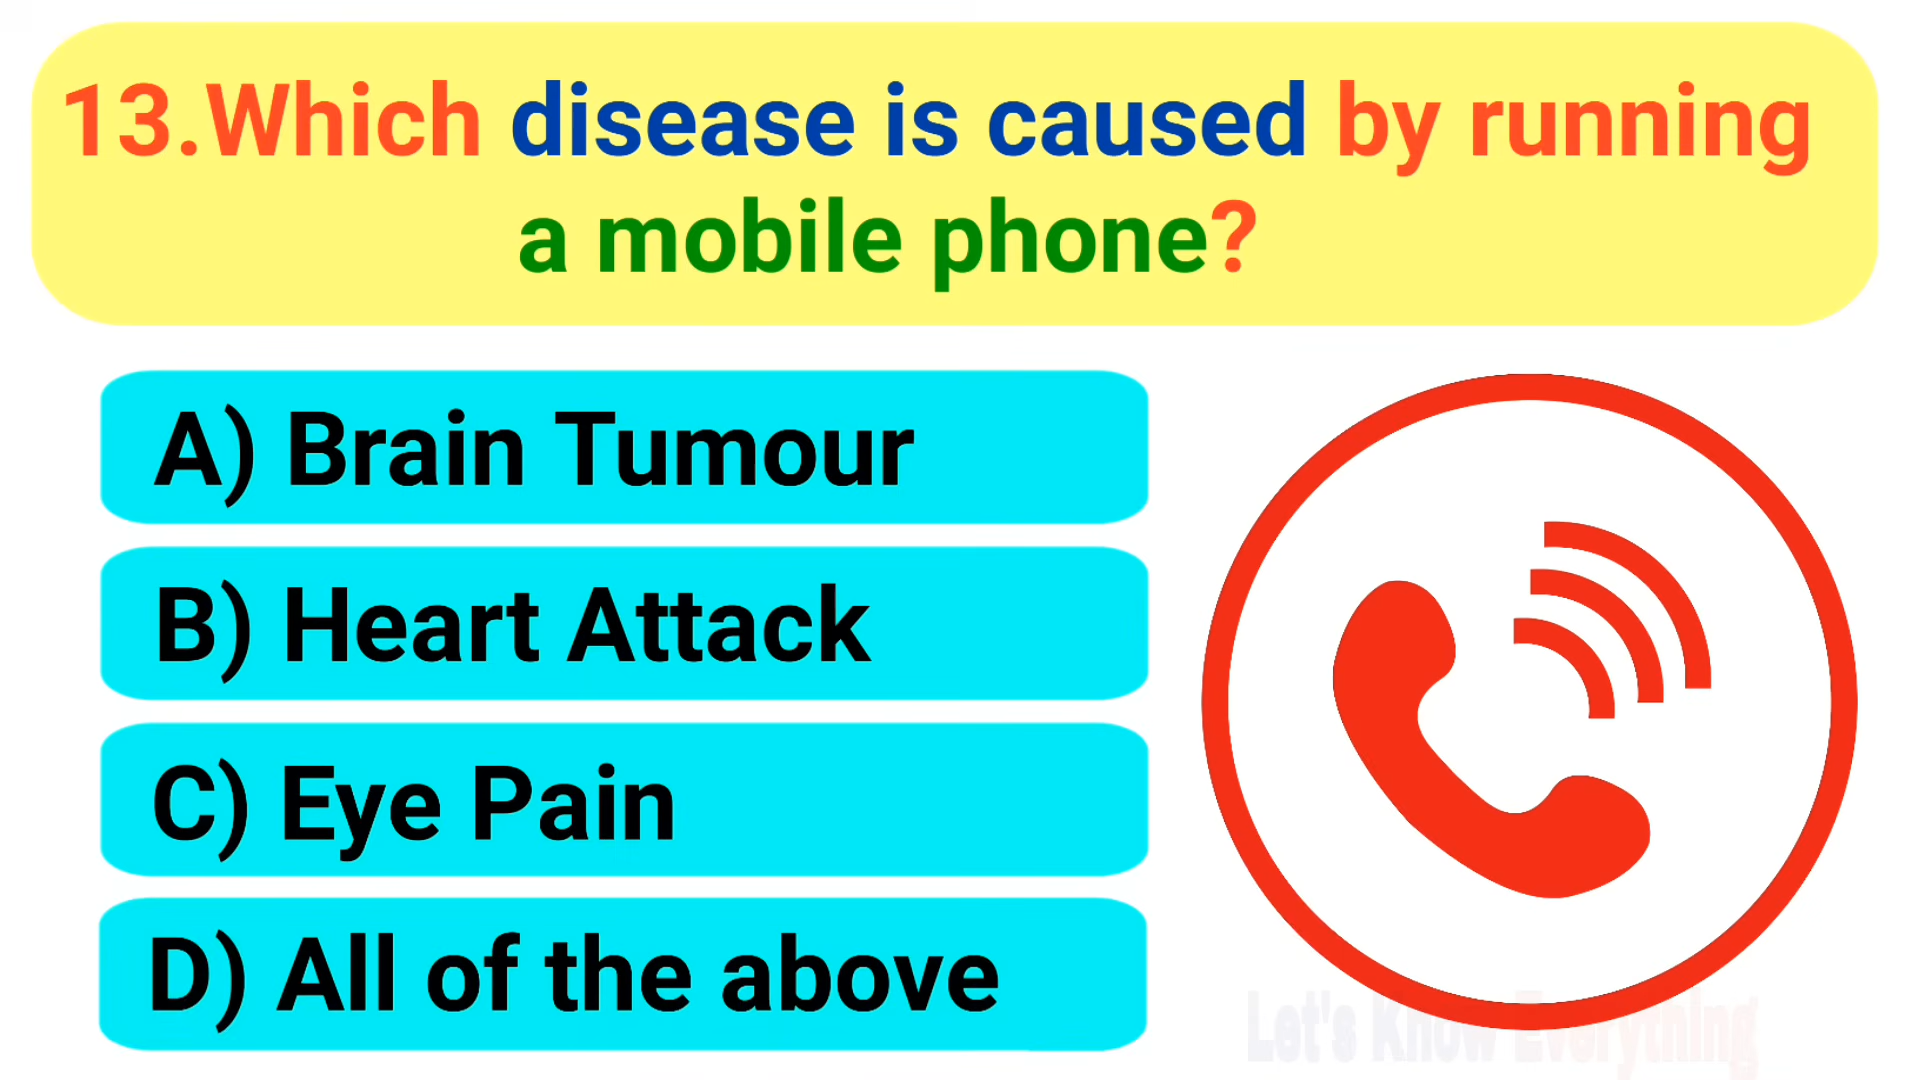 13.Which disease is caused by running
a mobile phone?
A) Brain Tumour
B) Heart Attack
C) Eye Pain
D) All of the above
Let's Know Everything